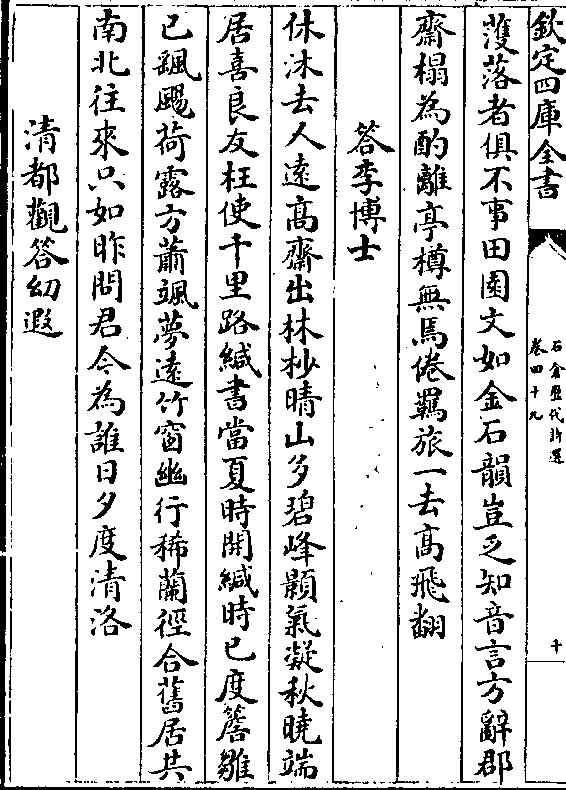 欽定四庫全書
石倉歷代詩選
卷四十九
十
濩落者俱不事田園文如金石韻豈乏知音言方辭郡
齋榻為酌離亭樽無馬倦羈旅一去高飛翻
答李博士
休沐去人遠高齋出林杪晴山多碧峰顥氣凝秋曉端
居喜良友枉使千里路緘書當夏時開緘時已度簷雛
已飄颺荷露方蕭颯夢遠竹窗幽行稀蘭徑合舊居共
南北往來只如昨問君今為誰日夕度清洛
清都觀答幼遐